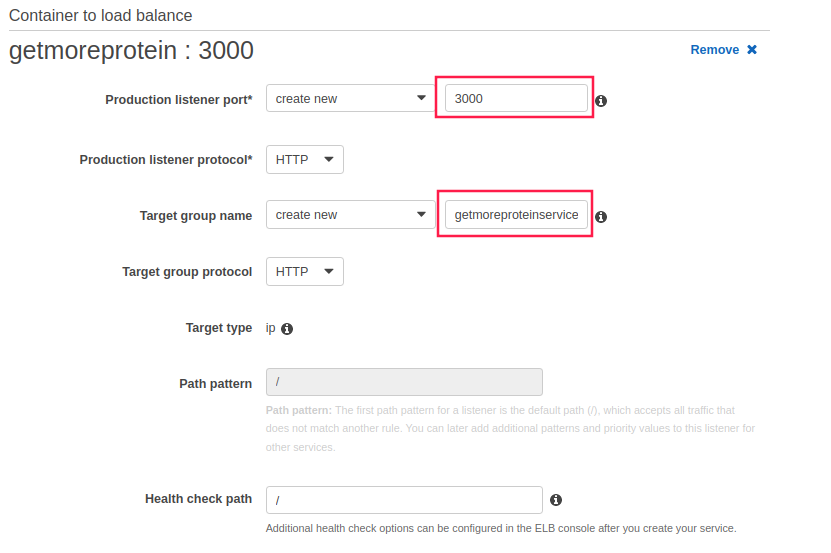 Container to load balance
getmoreprotein : 3000
Remove ✖
Production listener port* create new 3000
Production listener protocol* HTTP
Target group name create new getmoreproteinservice
Target group protocol HTTP
Target type ip
Path pattern /
Path pattern: The first path pattern for a listener is the default path (/), which accepts all traffic that
does not match another rule. You can later add additional patterns and priority values to this listener for
other services.
Health check path /
Additional health check options can be configured in the ELB console after you create your service.